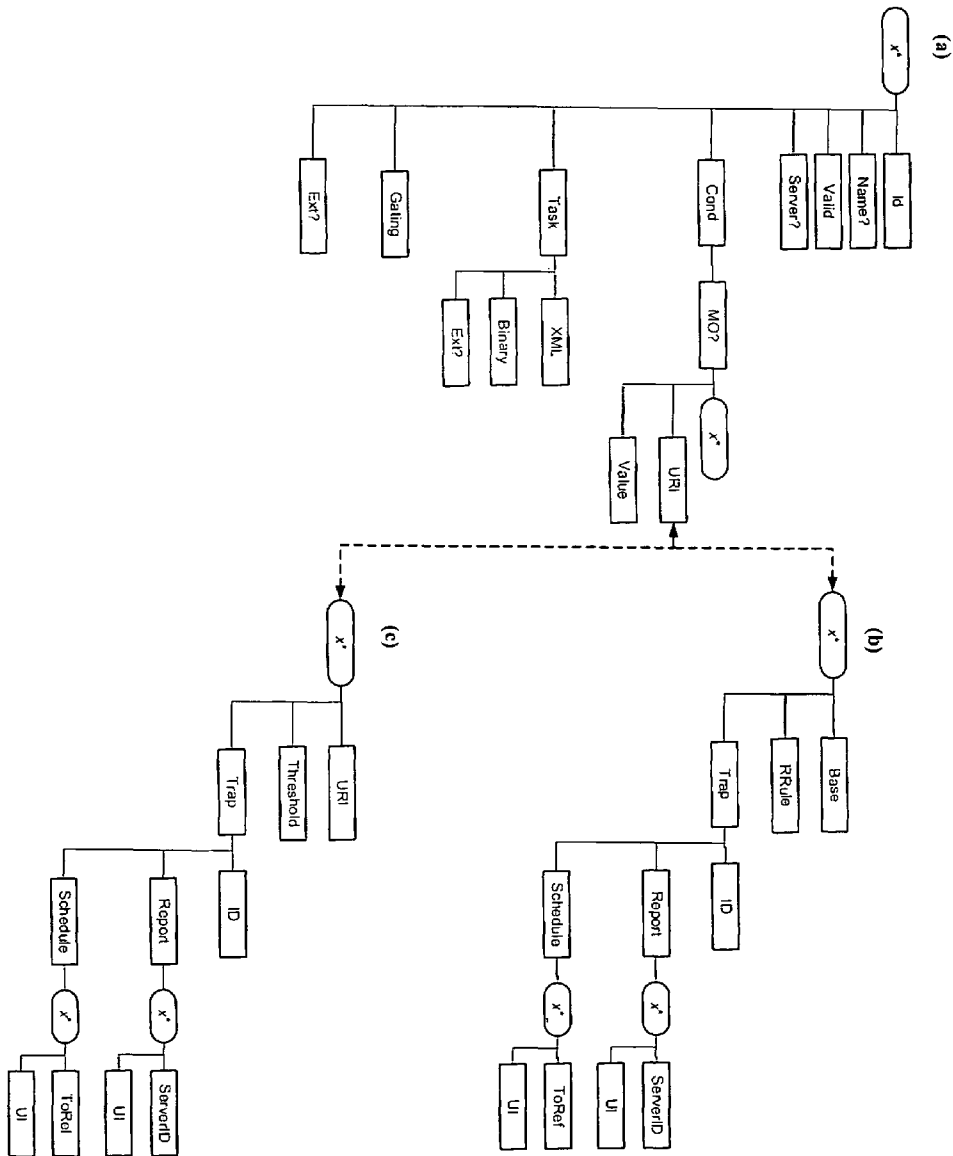 (a)
x*
Id
Name?
Valid
Server?
Cond
MO?
x*
URI
Value
Task
XML
Binary
Ext?
Gating
Ext?
(b)
x*
Base
RRule
Trap
ID
Report
x*
ServerID
UI
Schedule
x*
ToRef
UI
(c)
x*
URI
Threshold
Trap
ID
Report
x*
ServerID
UI
Schedule
x*
ToRef
UI